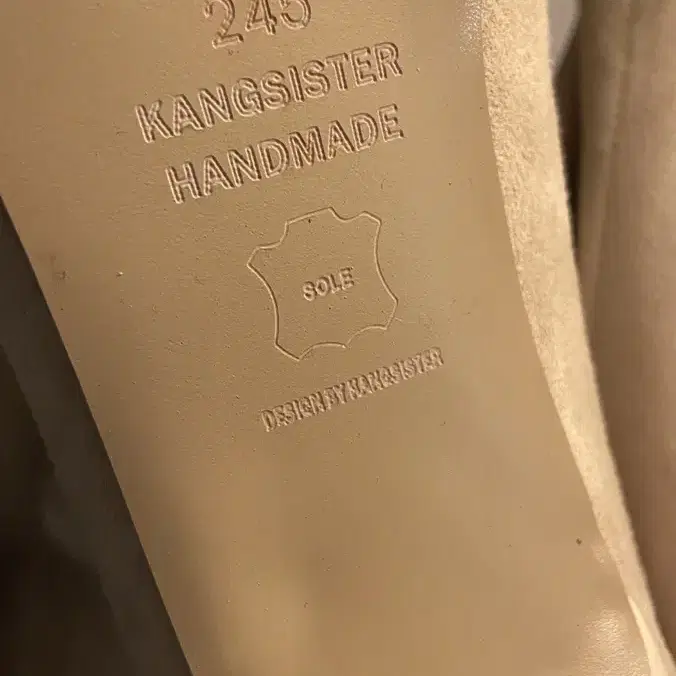 245
KANGSISTER
HANDMADE
SOLE
DESIGN BY KANGSISTER